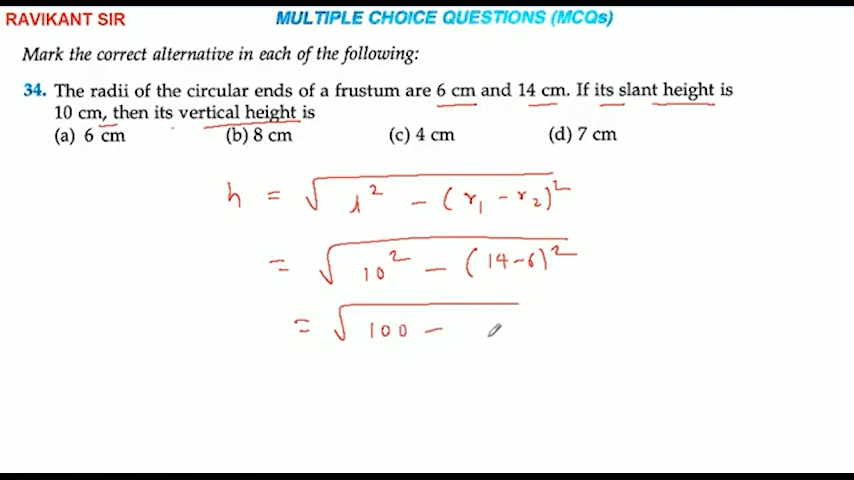 RAVIKANT SIR
MULTIPLE CHOICE QUESTIONS (MCQs)
Mark the correct alternative in each of the following:
34. The radii of the circular ends of a frustum are 6 cm and 14 cm. If its slant height is
10 cm, then its vertical height is
(a) 6 cm (b) 8 cm (c) 4 cm (d) 7 cm
h = √(l² - (r₁ - r₂)²)
= √(10² - (14-6)²)
= √(100 -